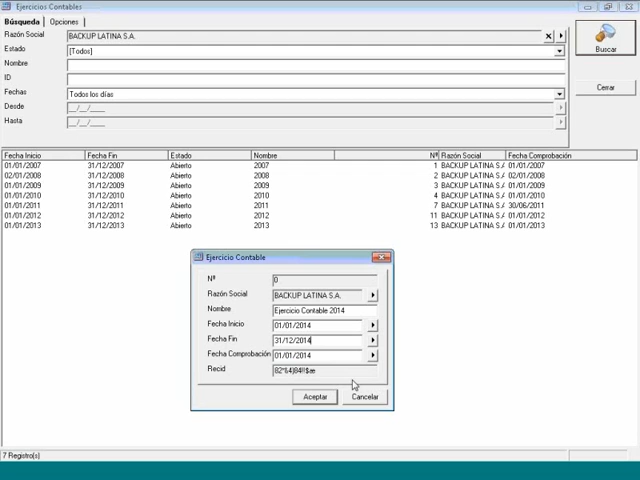 Ejercicios Contables
Búsqueda Opciones
Razón Social BACKUP LATINA S.A.
Estado [Todos]
Nombre
ID
Fechas Todos los días
Desde __/__/____
Hasta __/__/____
Buscar
Cerrar
Fecha Inicio Fecha Fin Estado Nombre Nº Razón Social Fecha Comprobación
01/01/2007 31/12/2007 Abierto 2007 1 BACKUP LATINA S.A 01/01/2007
02/01/2008 31/12/2008 Abierto 2008 2 BACKUP LATINA S.A 02/01/2008
01/01/2009 31/12/2009 Abierto 2009 3 BACKUP LATINA S.A 01/01/2009
01/01/2010 31/12/2010 Abierto 2010 4 BACKUP LATINA S.A 01/01/2010
01/01/2011 31/12/2011 Abierto 2011 7 BACKUP LATINA S.A 30/06/2011
01/01/2012 31/12/2012 Abierto 2012 11 BACKUP LATINA S.A 01/01/2012
01/01/2013 31/12/2013 Abierto 2013 13 BACKUP LATINA S.A 01/01/2013
Ejercicio Contable
Nº 0
Razón Social BACKUP LATINA S.A.
Nombre Ejercicio Contable 2014
Fecha Inicio 01/01/2014
Fecha Fin 31/12/2014
Fecha Comprobación 01/01/2014
Recid
Aceptar Cancelar
7 Registro(s)